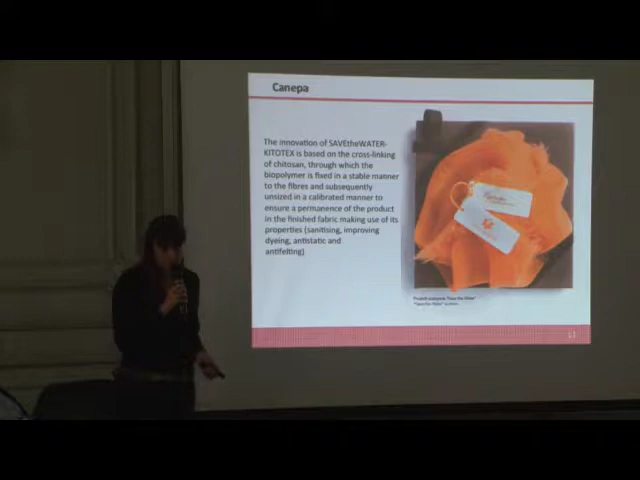 Canepa
The innovation of SAVEtheWATER-
KITOTEX is based on the cross-linking
of chitosan, through which the
biopolymer is fixed in a stable manner
to the fibres and subsequently
unsized in a calibrated manner to
ensure a permanence of the product
in the finished fabric making use of its
properties (sanitising, improving
dyeing, antistatic and
antifelting)